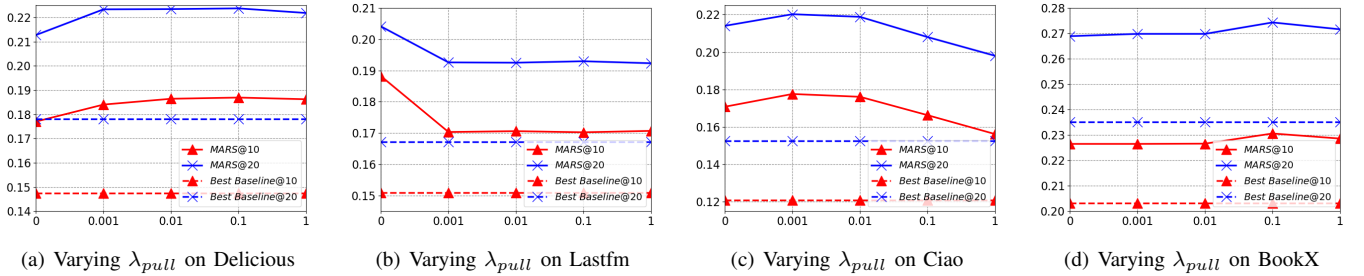 0.22
0.21
0.20
0.19
0.18
0.17
0.16
0.15
0.14
0
0.001
0.01
0.1
1
MARS@10
MARS@20
Best Baseline@10
Best Baseline@20
(a) Varying λpull on Delicious
0.21
0.20
0.19
0.18
0.17
0.16
0.15
0
0.001
0.01
0.1
1
MARS@10
MARS@20
Best Baseline@10
Best Baseline@20
(b) Varying λpull on Lastfm
0.22
0.20
0.18
0.16
0.14
0.12
0
0.001
0.01
0.1
1
MARS@10
MARS@20
Best Baseline@10
Best Baseline@20
(c) Varying λpull on Ciao
0.28
0.27
0.26
0.25
0.24
0.23
0.22
0.21
0.20
0
0.001
0.01
0.1
1
MARS@10
MARS@20
Best Baseline@10
Best Baseline@20
(d) Varying λpull on BookX